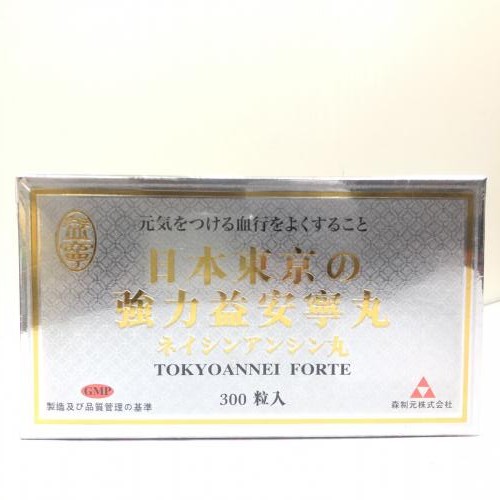 元気をつける血行をよくすること
日本東京の
強力益安寧丸
ネイシンアンシン丸
TOKYOANNEI FORTE
300 粒入
GMP
製造及び品質管理の基準
森制元株式会社